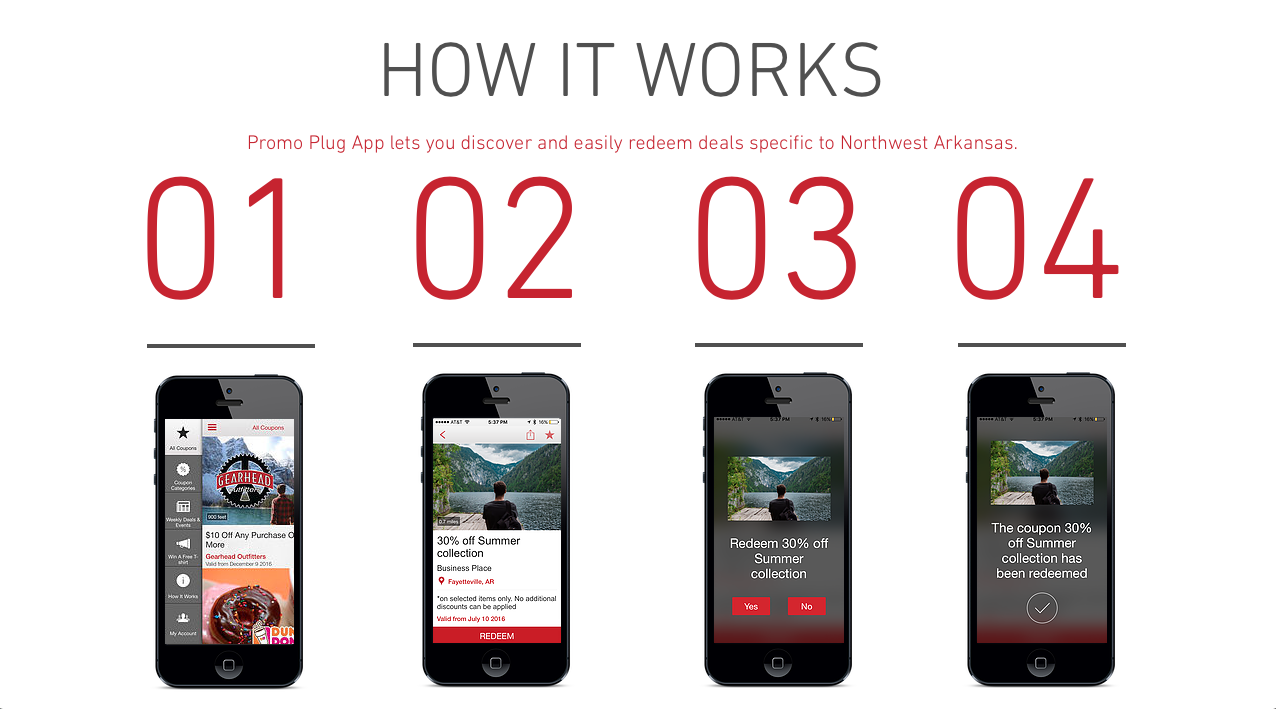 HOW IT WORKS
Promo Plug App lets you discover and easily redeem deals specific to Northwest Arkansas.
01
02
03
04
All Coupons
Coupon
Categories
Weekly Deals &
Events
Win A Free T-
shirt
How It Works
My Account
All Coupons
GEARHEAD
Outfitters
900 feet
$10 Off Any Purchase O
More
Gearhead Outfitters
Valid from December 9 2016
DUN
DON
AT&T 5:37 PM 16%
0.7 miles
30% off Summer
collection
Business Place
Fayetteville, AR
*on selected items only. No additional
discounts can be applied
Valid from July 10 2016
REDEEM
AT&T 5:37 PM 16%
Redeem 30% off
Summer
collection
Yes No
AT&T 5:37 PM 16%
The coupon 30%
off Summer
collection has
been redeemed